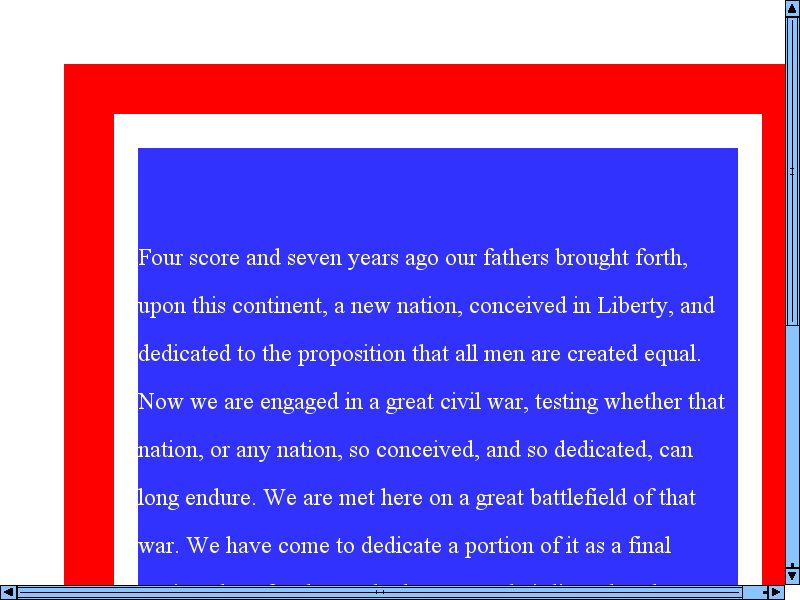 Four score and seven years ago our fathers brought forth,
upon this continent, a new nation, conceived in Liberty, and
dedicated to the proposition that all men are created equal.
Now we are engaged in a great civil war, testing whether that
nation, or any nation, so conceived, and so dedicated, can
long endure. We are met here on a great battlefield of that
war. We have come to dedicate a portion of it as a final